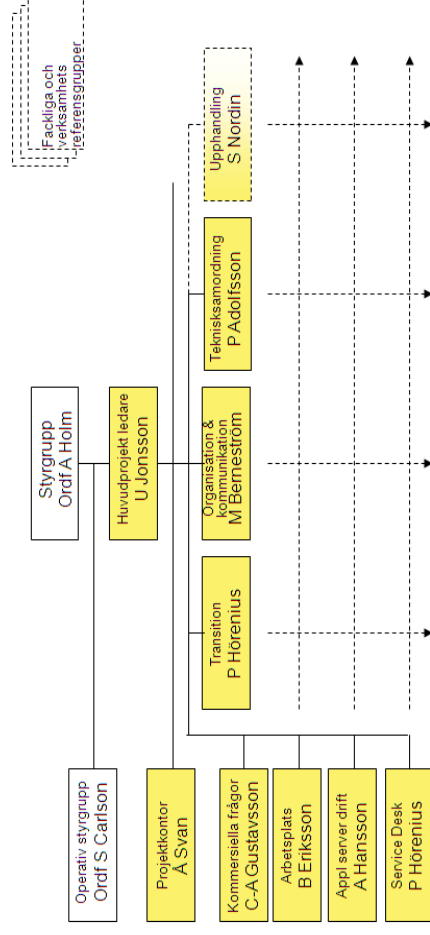 Fackliga och
verksamhets
referensgrupper
Styrgrupp
Ordf A Holm
Operativ styrgrupp
Ordf S Carlson
Huvudprojekt ledare
U Jonsson
Projektkontor
Å Svan
Kommersiella frågor
C-A Gustavsson
Transition
P Hörenius
Organisation &
kommunikation
M Berneström
Teknisksamordning
P Adolfsson
Upphandling
S Nordin
Arbetsplats
B Eriksson
Appl server drift
A Hansson
Service Desk
P Hörenius